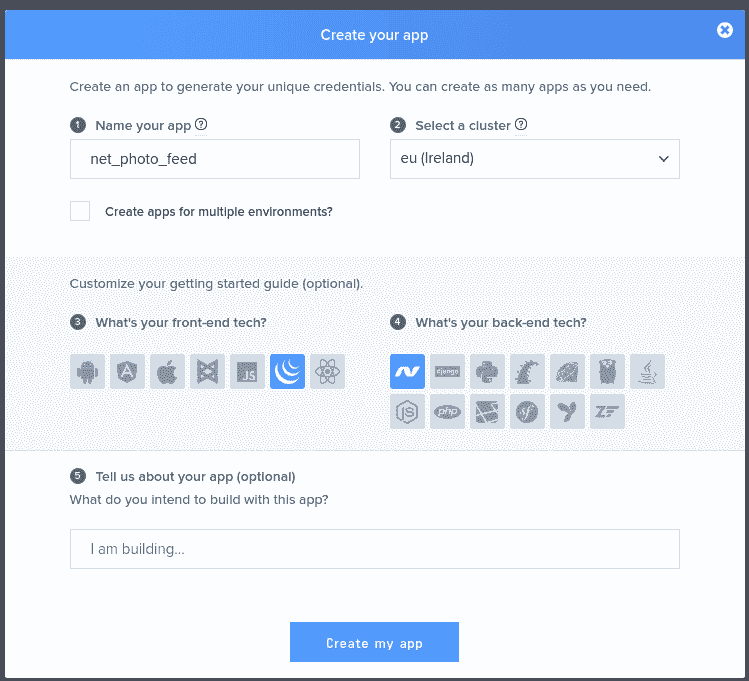 Create your app
Create an app to generate your unique credentials. You can create as many apps as you need.
1 Name your app ?
2 Select a cluster ?
net_photo_feed
eu (Ireland)
Create apps for multiple environments?
Customize your getting started guide (optional).
3 What's your front-end tech?
4 What's your back-end tech?
JS
django
JS php sf ZF
5 Tell us about your app (optional)
What do you intend to build with this app?
I am building...
Create my app